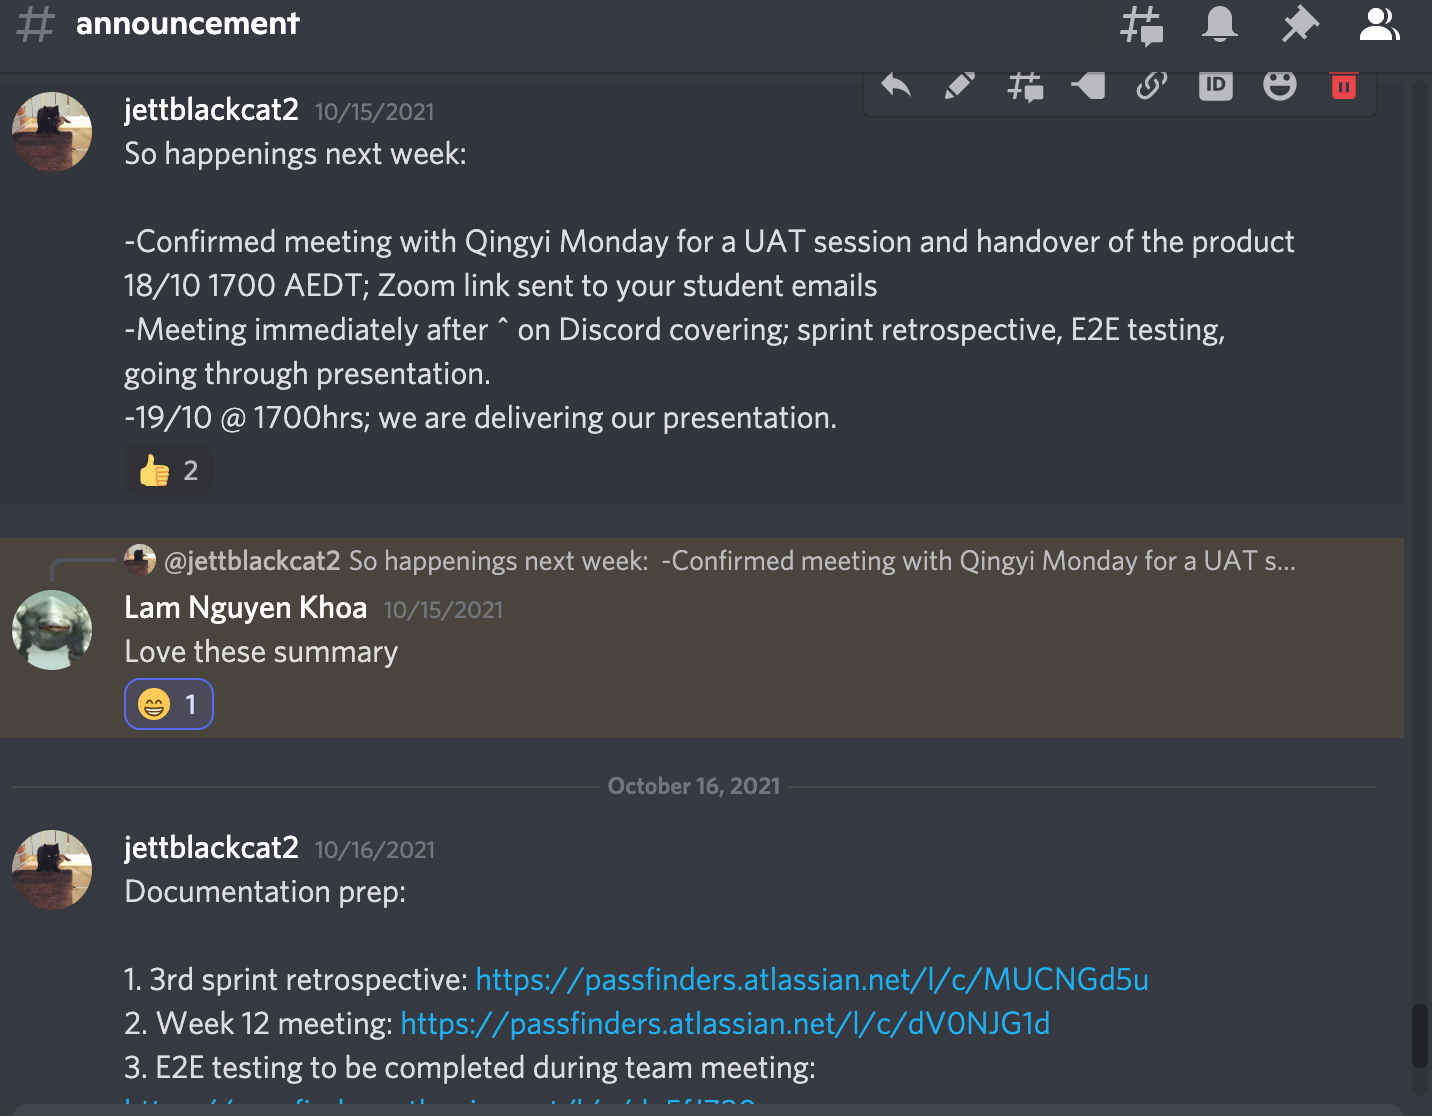 # announcement
jettblackcat2 10/15/2021
ID
So happenings next week:
-Confirmed meeting with Qingyi Monday for a UAT session and handover of the product
18/10 1700 AEDT; Zoom link sent to your student emails
-Meeting immediately after ^ on Discord covering; sprint retrospective, E2E testing,
going through presentation.
-19/10 @ 1700hrs; we are delivering our presentation.
👍 2
@jettblackcat2 So happenings next week: -Confirmed meeting with Qingyi Monday for a UAT s...
Lam Nguyen Khoa 10/15/2021
Love these summary
😁 1
October 16, 2021
jettblackcat2 10/16/2021
Documentation prep:
1. 3rd sprint retrospective: https://passfinders.atlassian.net/l/c/MUCNGd5u
2. Week 12 meeting: https://passfinders.atlassian.net/l/c/dV0NJG1d
3. E2E testing to be completed during team meeting: